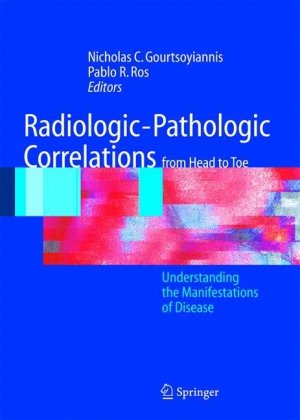 Nicholas C. Gourtsoyiannis
Pablo R. Ros
Editors
Radiologic-Pathologic
Correlations from Head to Toe
Understanding
the Manifestations
of Disease
Springer